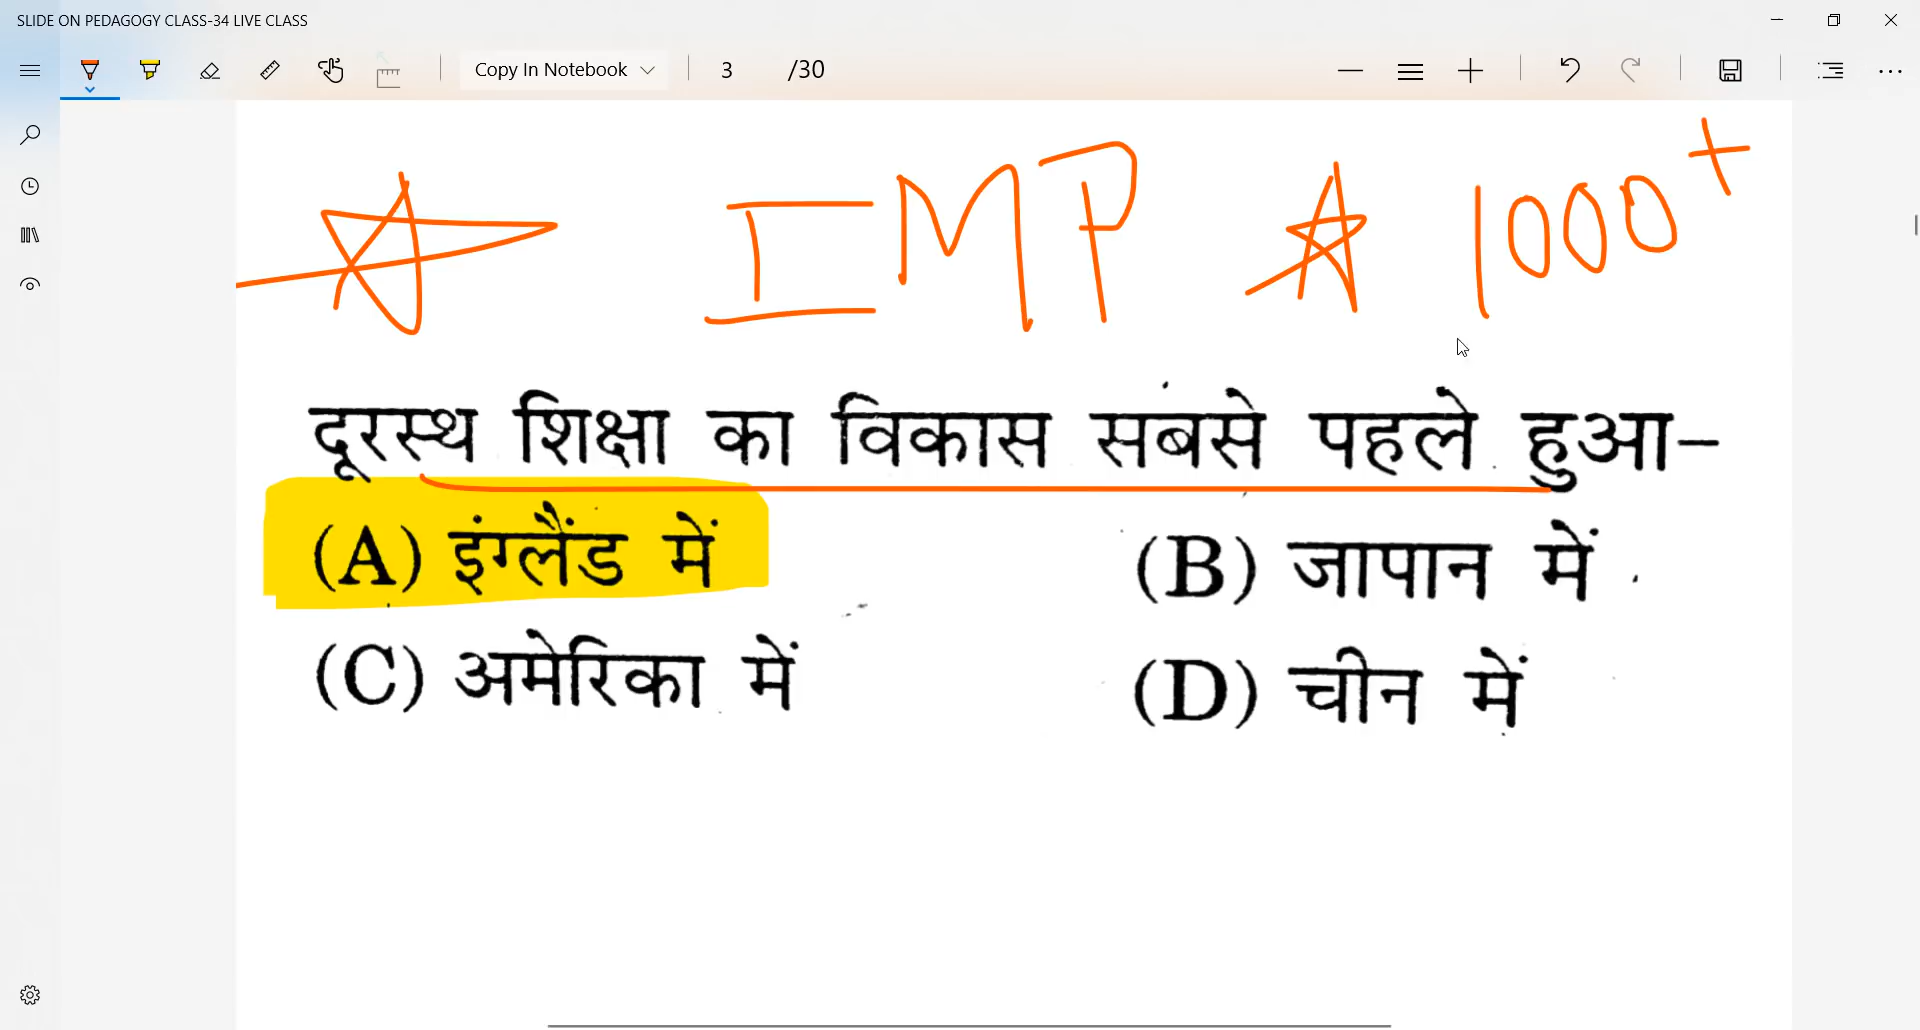 SLIDE ON PEDAGOGY CLASS-34 LIVE CLASS
Copy In Notebook 3 /30
IMP 1000+
दूरस्थ शिक्षा का विकास सबसे पहले हुआ–
(A) इंग्लैंड में (B) जापान में
(C) अमेरिका में (D) चीन में